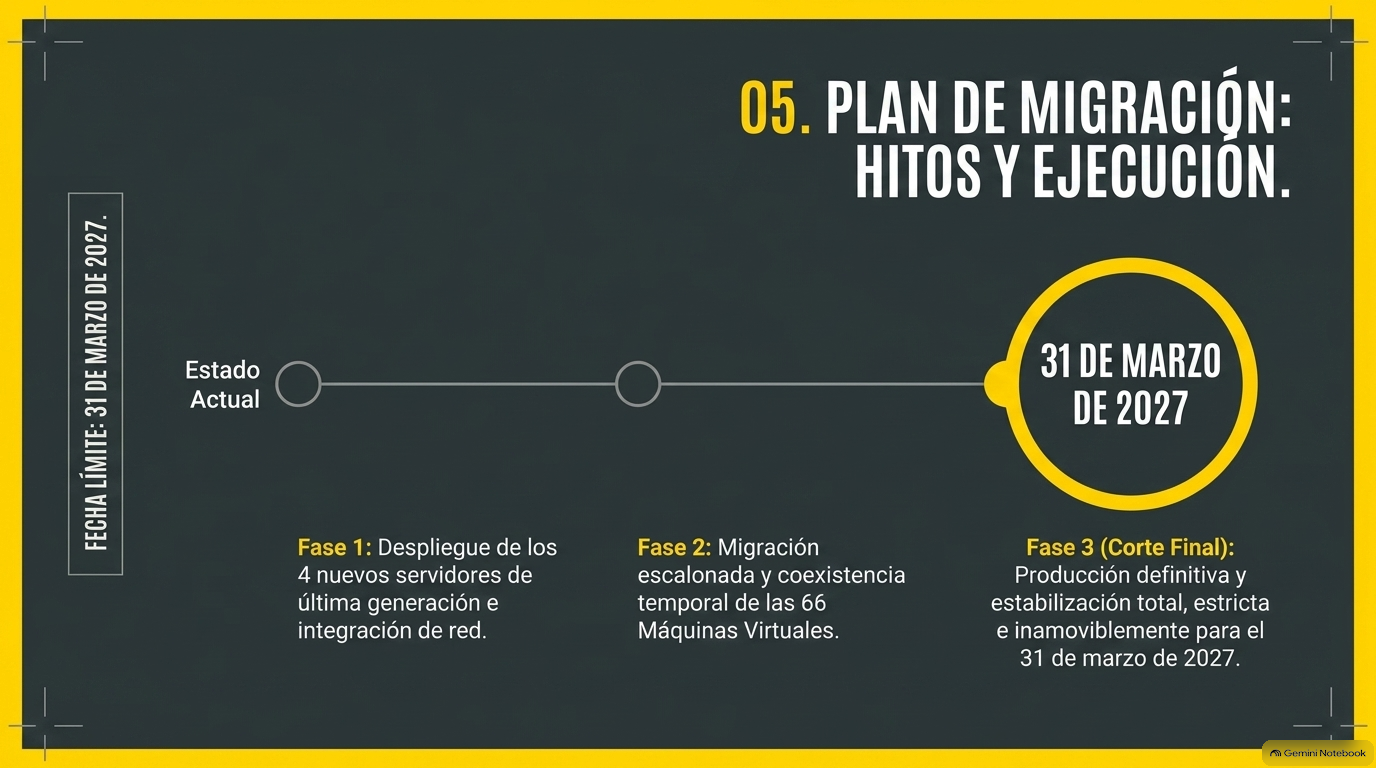 05. PLAN DE MIGRACIÓN:
HITOS Y EJECUCIÓN.
FECHA LÍMITE: 31 DE MARZO DE 2027.
Estado
Actual
31 DE MARZO
DE 2027
Fase 1: Despliegue de los
4 nuevos servidores de
última generación e
integración de red.
Fase 2: Migración
escalonada y coexistencia
temporal de las 66
Máquinas Virtuales.
Fase 3 (Corte Final):
Producción definitiva y
estabilización total, estricta
e inamoviblemente para el
31 de marzo de 2027.
Gemini Notebook